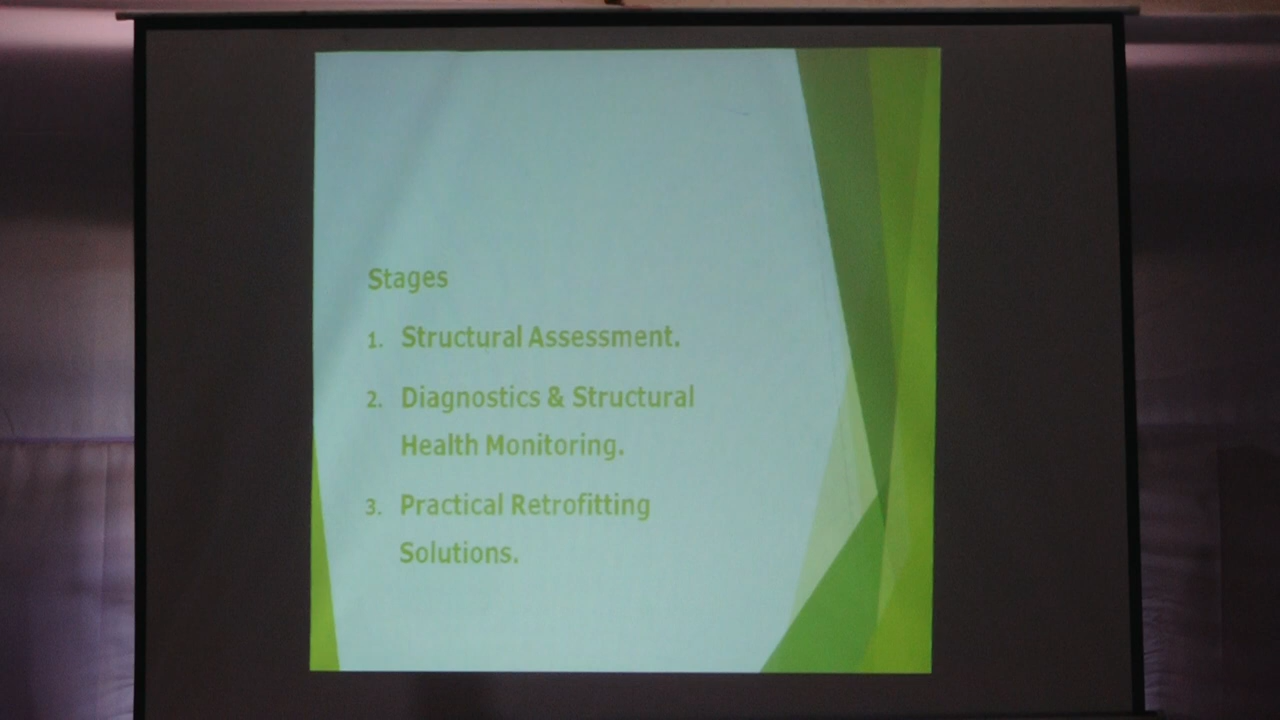 Stages
1. Structural Assessment.
2. Diagnostics & Structural
Health Monitoring.
3. Practical Retrofitting
Solutions.